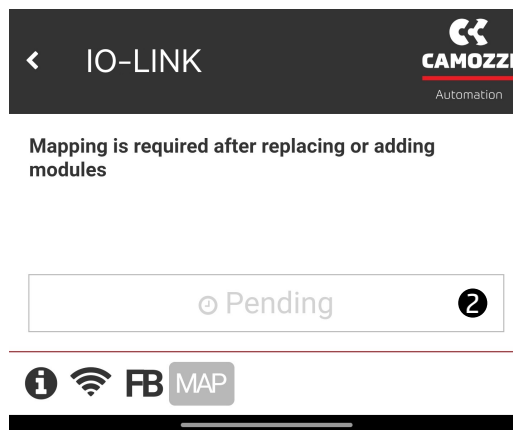 IO-LINK
CAMOZZI
Automation
Mapping is required after replacing or adding
modules
Pending
2
FB MAP